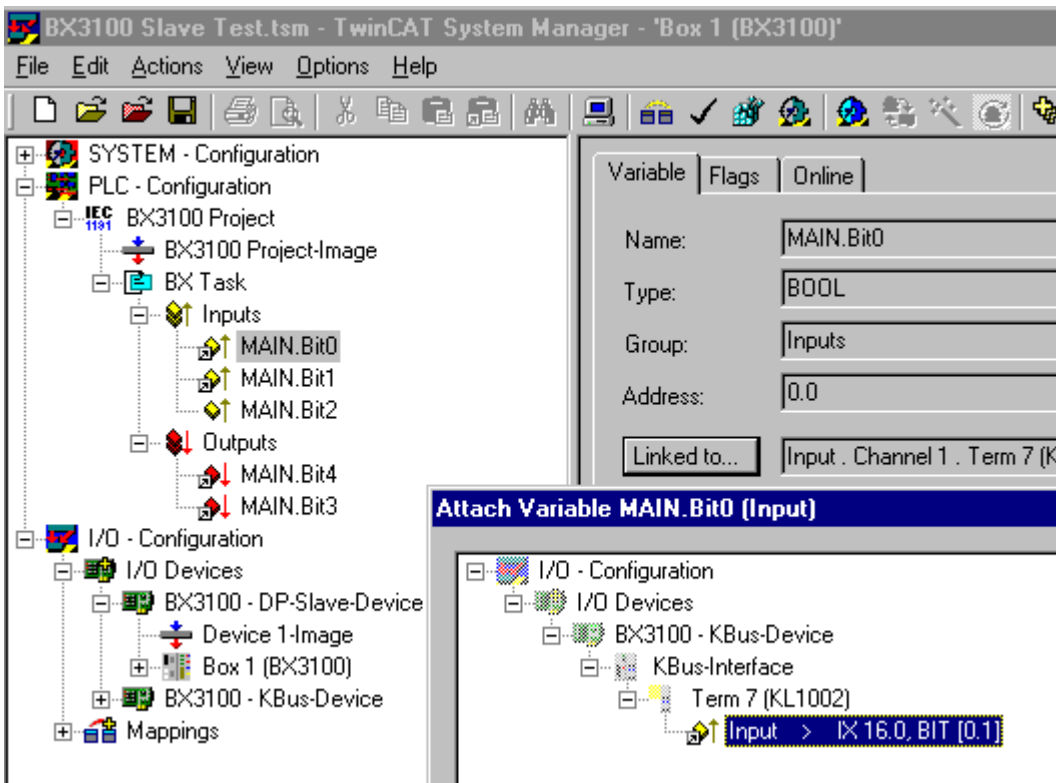 BX3100 Slave Test.tsm - TwinCAT System Manager - 'Box 1 (BX3100)'
File Edit Actions View Options Help
SYSTEM - Configuration
PLC - Configuration
IEC 1131 BX3100 Project
BX3100 Project-Image
BX Task
Inputs
MAIN.Bit0
MAIN.Bit1
MAIN.Bit2
Outputs
MAIN.Bit4
MAIN.Bit3
I/O - Configuration
I/O Devices
BX3100 - DP-Slave-Device
Device 1-Image
Box 1 (BX3100)
BX3100 - KBus-Device
Mappings
Variable Flags Online
Name: MAIN.Bit0
Type: BOOL
Group: Inputs
Address: 0.0
Linked to... Input . Channel 1 . Term 7 (K
Attach Variable MAIN.Bit0 (Input)
I/O - Configuration
I/O Devices
BX3100 - KBus-Device
KBus-Interface
Term 7 (KL1002)
Input > IX 16.0, BIT [0.1]